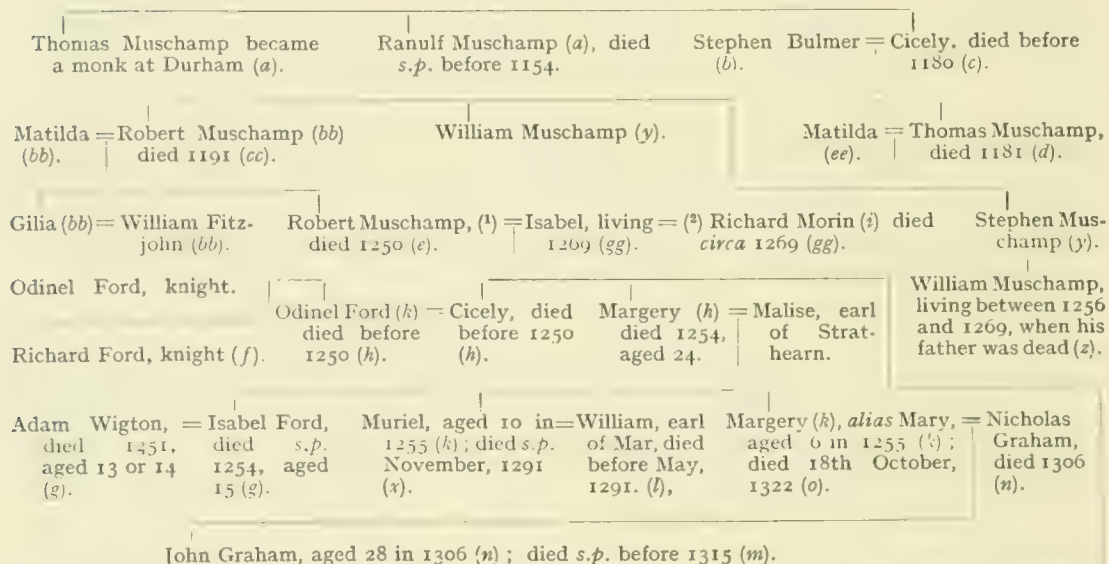 Thomas Muschamp became a monk at Durham (a).
Ranulf Muschamp (a), died s.p. before 1154.
Stephen Bulmer (b). = Cicely, died before 1180 (c).
Matilda (bb). = Robert Muschamp (bb) died 1191 (cc).
William Muschamp (y).
Matilda (ee). = Thomas Muschamp, died 1181 (d).
Gilia (bb) = William Fitz-john (bb).
Robert Muschamp, (1) died 1250 (e). = Isabel, living 1269 (gg). = (2) Richard Morin (i) died circa 1269 (gg).
Stephen Muschamp (y).
Odinel Ford, knight.
Richard Ford, knight (f).
Odinel Ford (k) died before 1250 (h). = Cicely, died before 1250 (h).
Margery (h) died 1254, aged 24. = Malise, earl of Strathearn.
William Muschamp, living between 1256 and 1269, when his father was dead (z).
Adam Wigton, died 1251, aged 13 or 14 (g). = Isabel Ford, died s.p. 1254, aged 15 (g).
Muriel, aged 10 in 1255 (k); died s.p. November, 1291 (x). = William, earl of Mar, died before May, 1291. (l),
Margery (k), alias Mary, aged 6 in 1255 (k); died 18th October, 1322 (o). = Nicholas Graham, died 1306 (n).
John Graham, aged 28 in 1306 (n); died s.p. before 1315 (m).